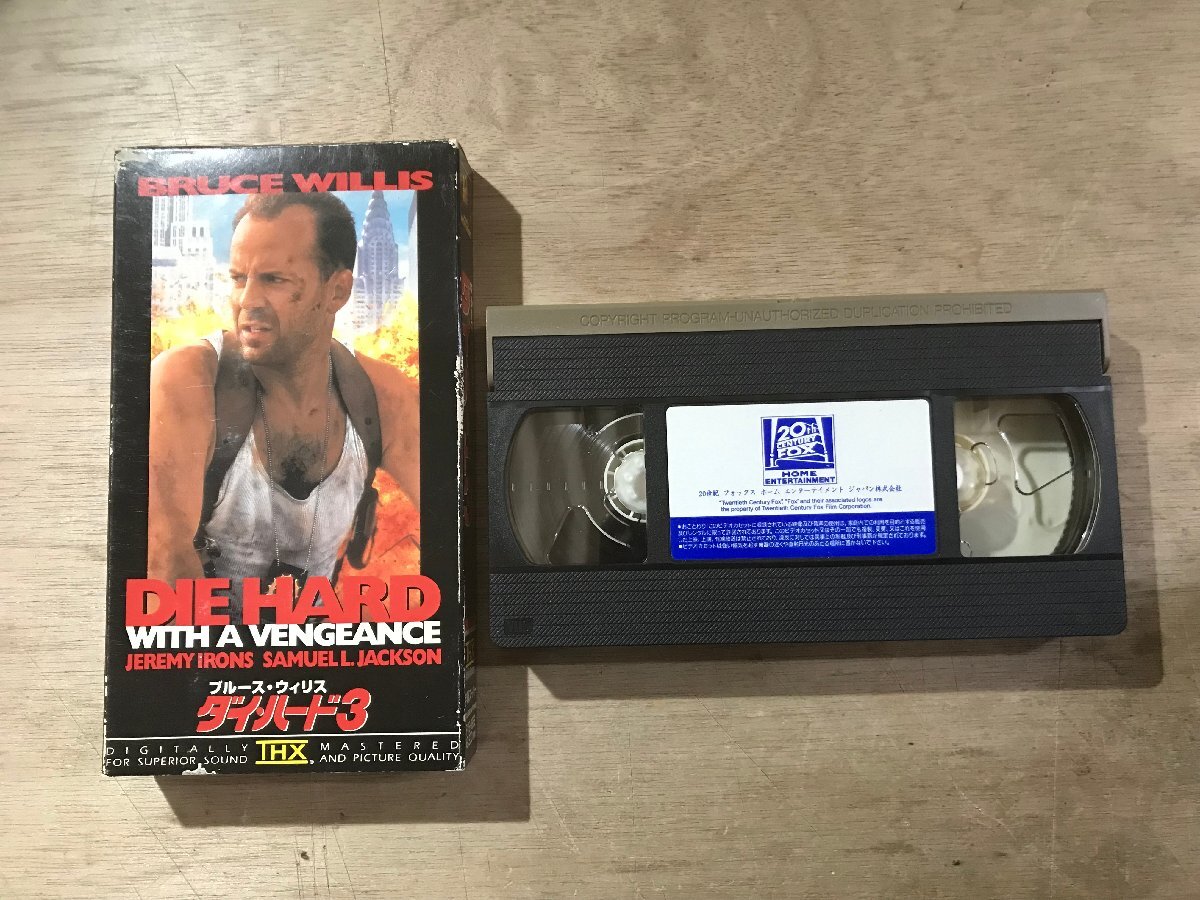 BRUCE WILLIS
DIE HARD
WITH A VENGEANCE
JEREMY IRONS SAMUEL L. JACKSON
ブルース・ウィリス
ダイ・ハード3
DIGITALLY THX MASTERED
FOR SUPERIOR SOUND AND PICTURE QUALITY
COPYRIGHT PROGRAM-UNAUTHORIZED DUPLICATION PROHIBITED
20th
CENTURY
FOX
HOME
ENTERTAINMENT
20世紀 フォックス ホーム エンターテイメント ジャパン株式会社
"Twentieth Century Fox", "Fox" and their associated logos are
the property of Twentieth Century Fox Film Corporation.